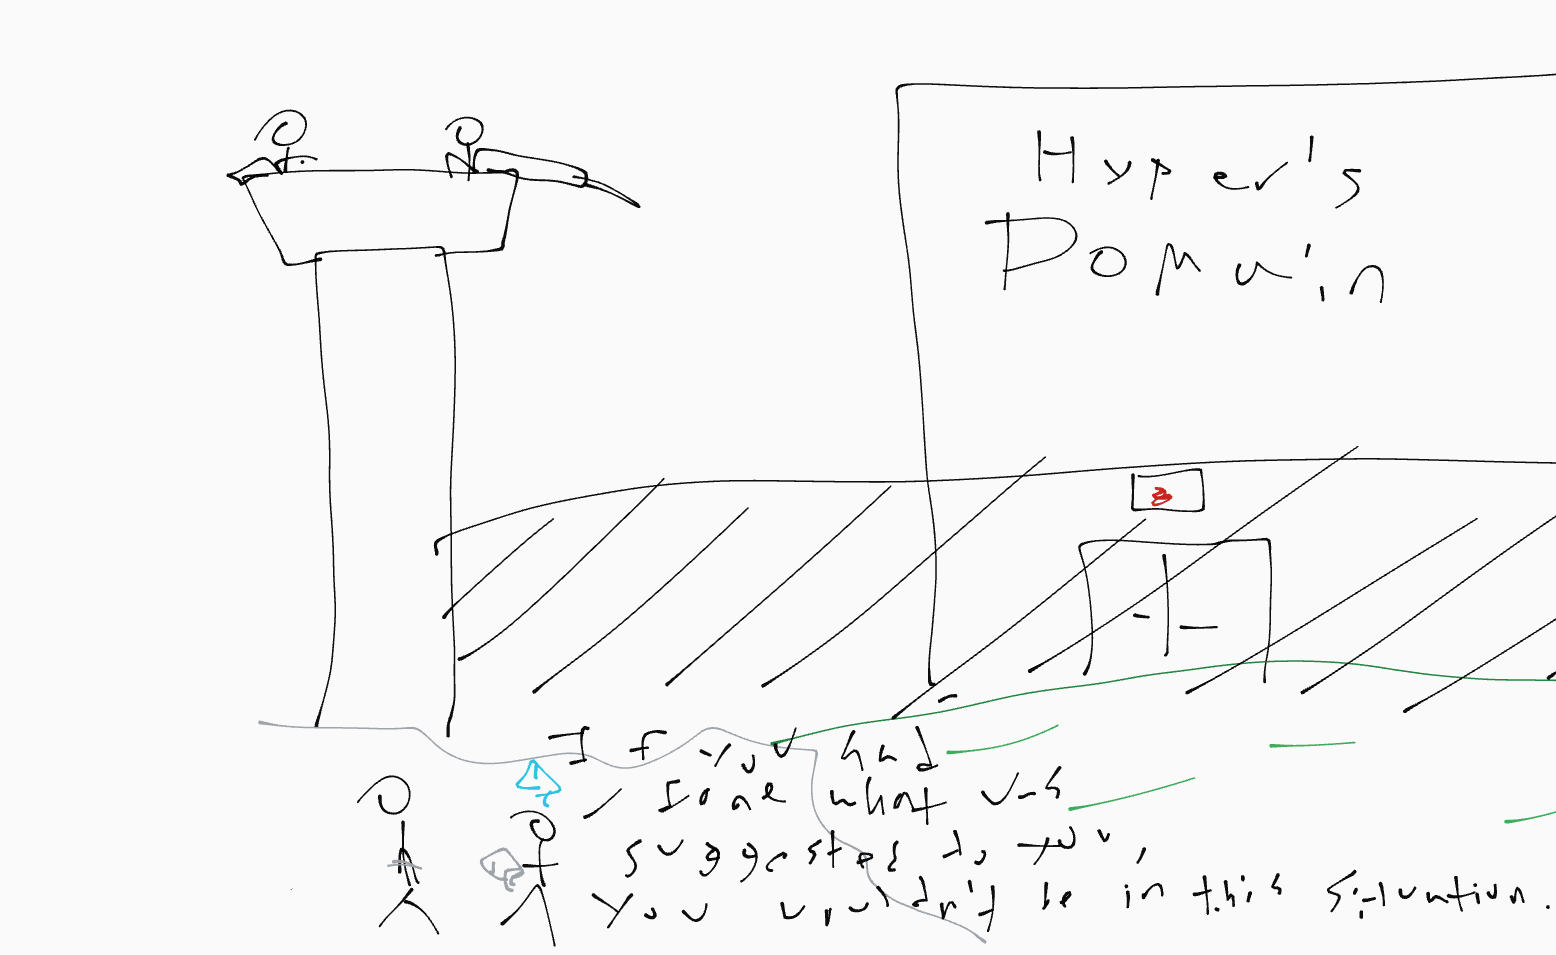 Hyper's
Domain
If you had
done what was
suggested to you,
you wouldn't be in this situation.